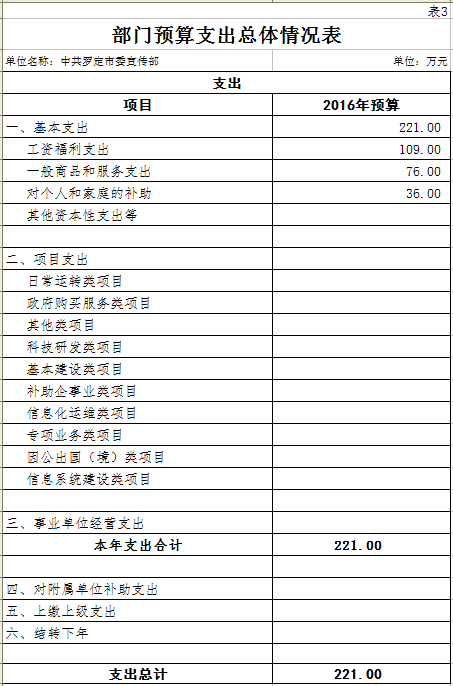 表3
部门预算支出总体情况表
单位名称：中共罗定市委宣传部 单位：万元
支出
项目 2016年预算
一、基本支出 221.00
工资福利支出 109.00
一般商品和服务支出 76.00
对个人和家庭的补助 36.00
其他资本性支出等
二、项目支出
日常运转类项目
政府购买服务类项目
其他类项目
科技研发类项目
基本建设类项目
补助企事业类项目
信息化运维类项目
专项业务类项目
因公出国（境）类项目
信息系统建设类项目
三、事业单位经营支出
本年支出合计 221.00
四、对附属单位补助支出
五、上缴上级支出
六、结转下年
支出总计 221.00